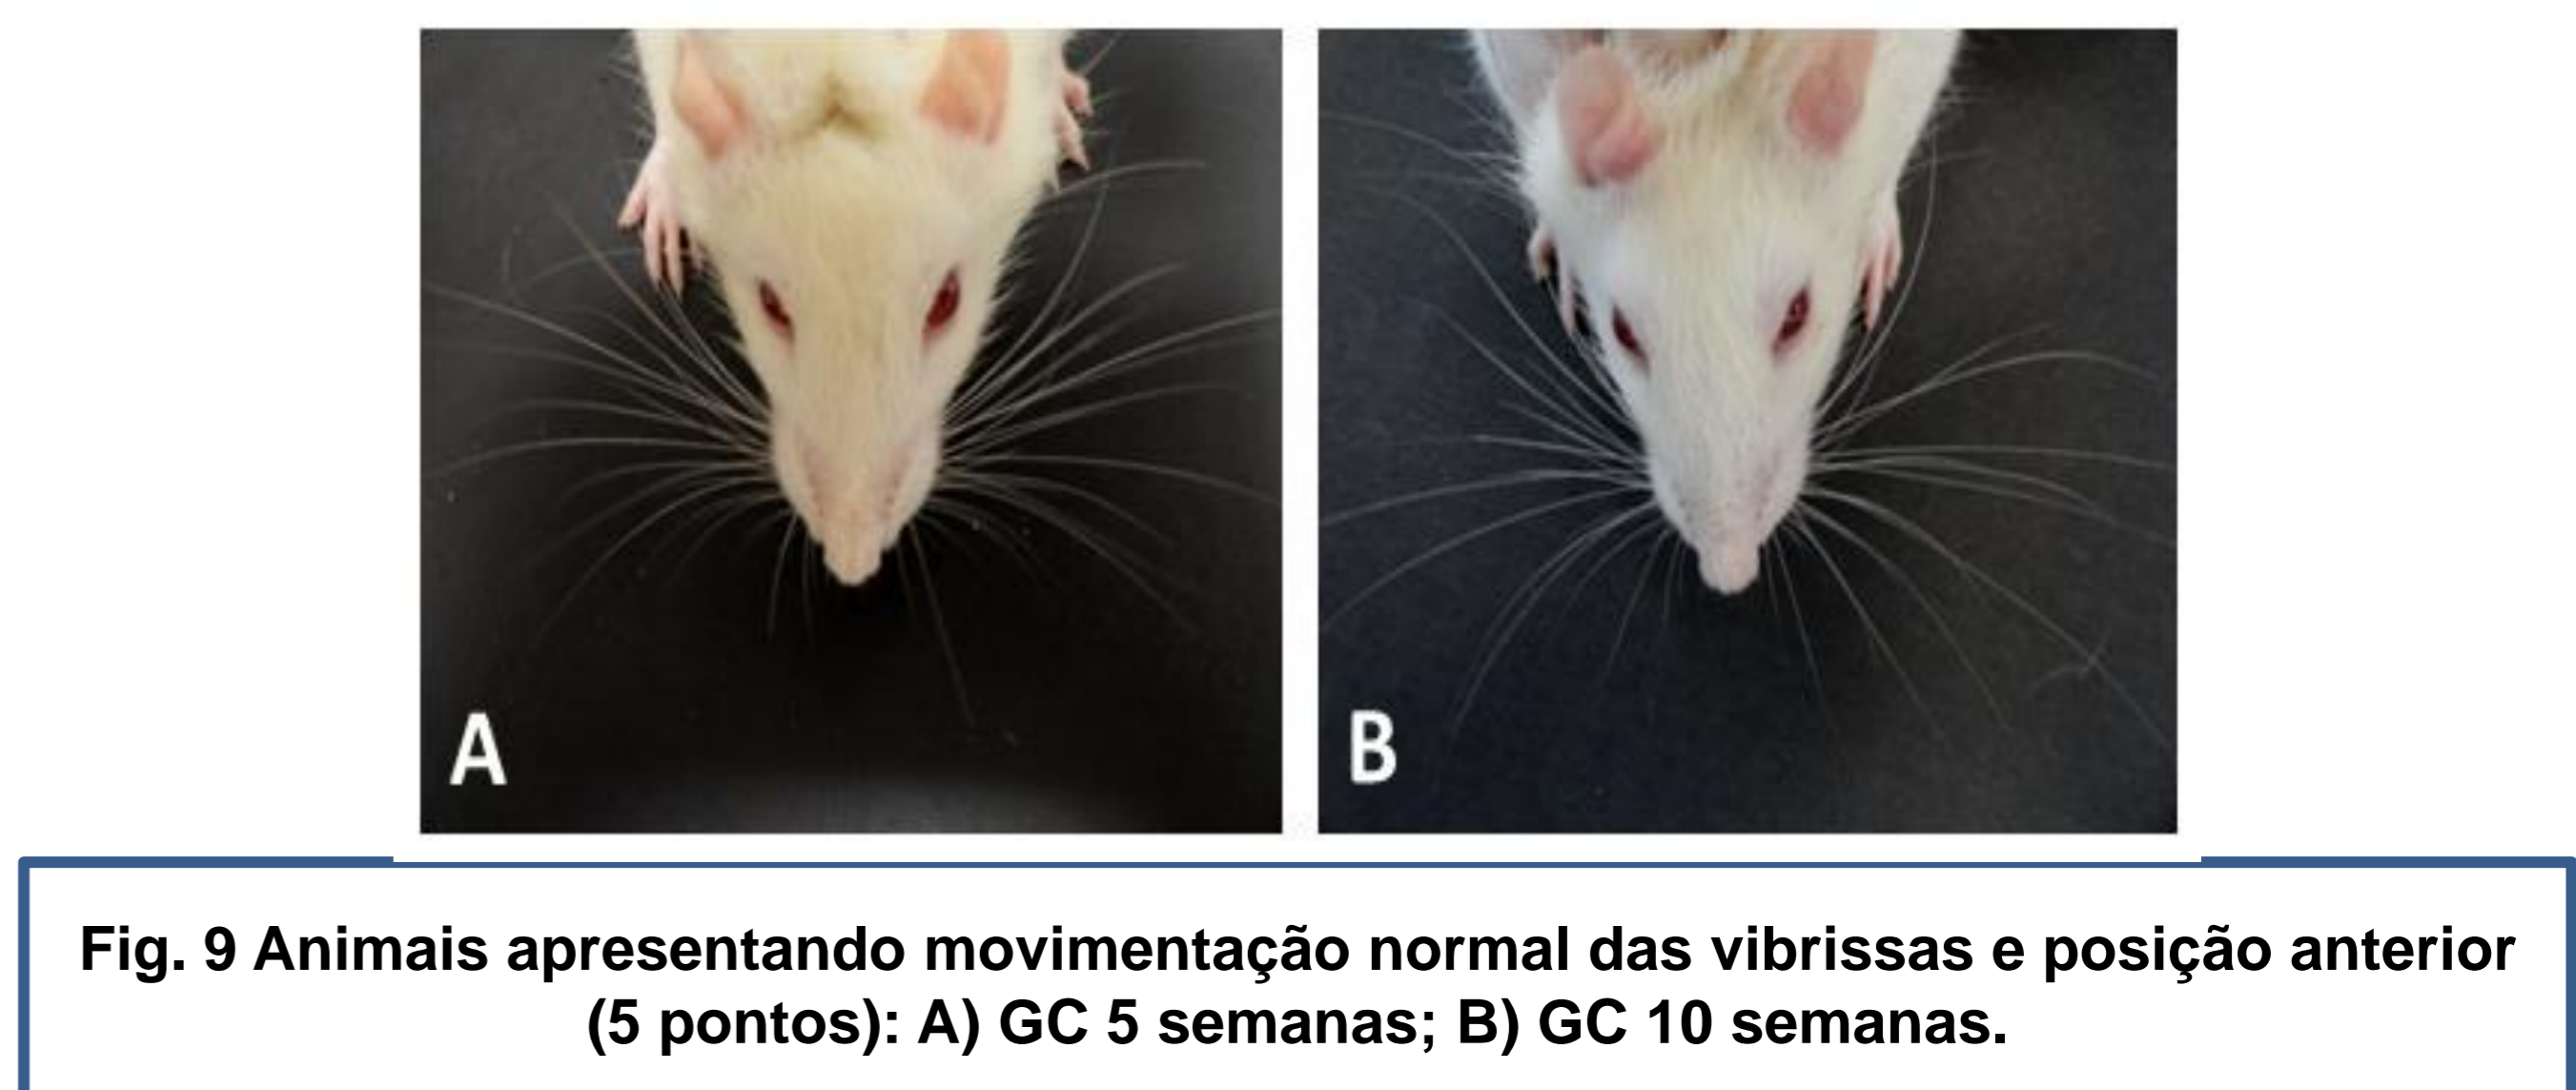 A
B
Fig. 9 Animais apresentando movimentação normal das vibrissas e posição anterior
(5 pontos): A) GC 5 semanas; B) GC 10 semanas.